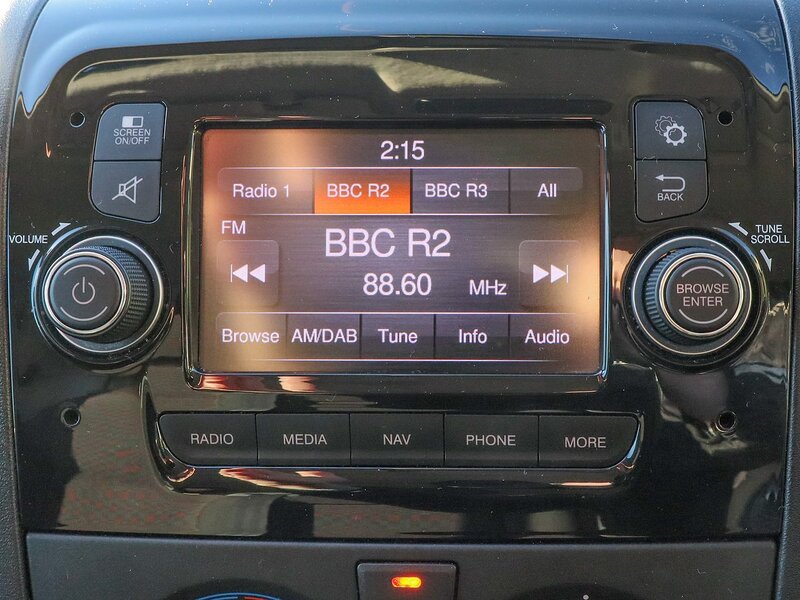 SCREEN
ON/OFF
BACK
VOLUME
TUNE
SCROLL
BROWSE
ENTER
2:15
Radio 1 BBC R2 BBC R3 All
FM
BBC R2
88.60 MHz
Browse AM/DAB Tune Info Audio
RADIO MEDIA NAV PHONE MORE